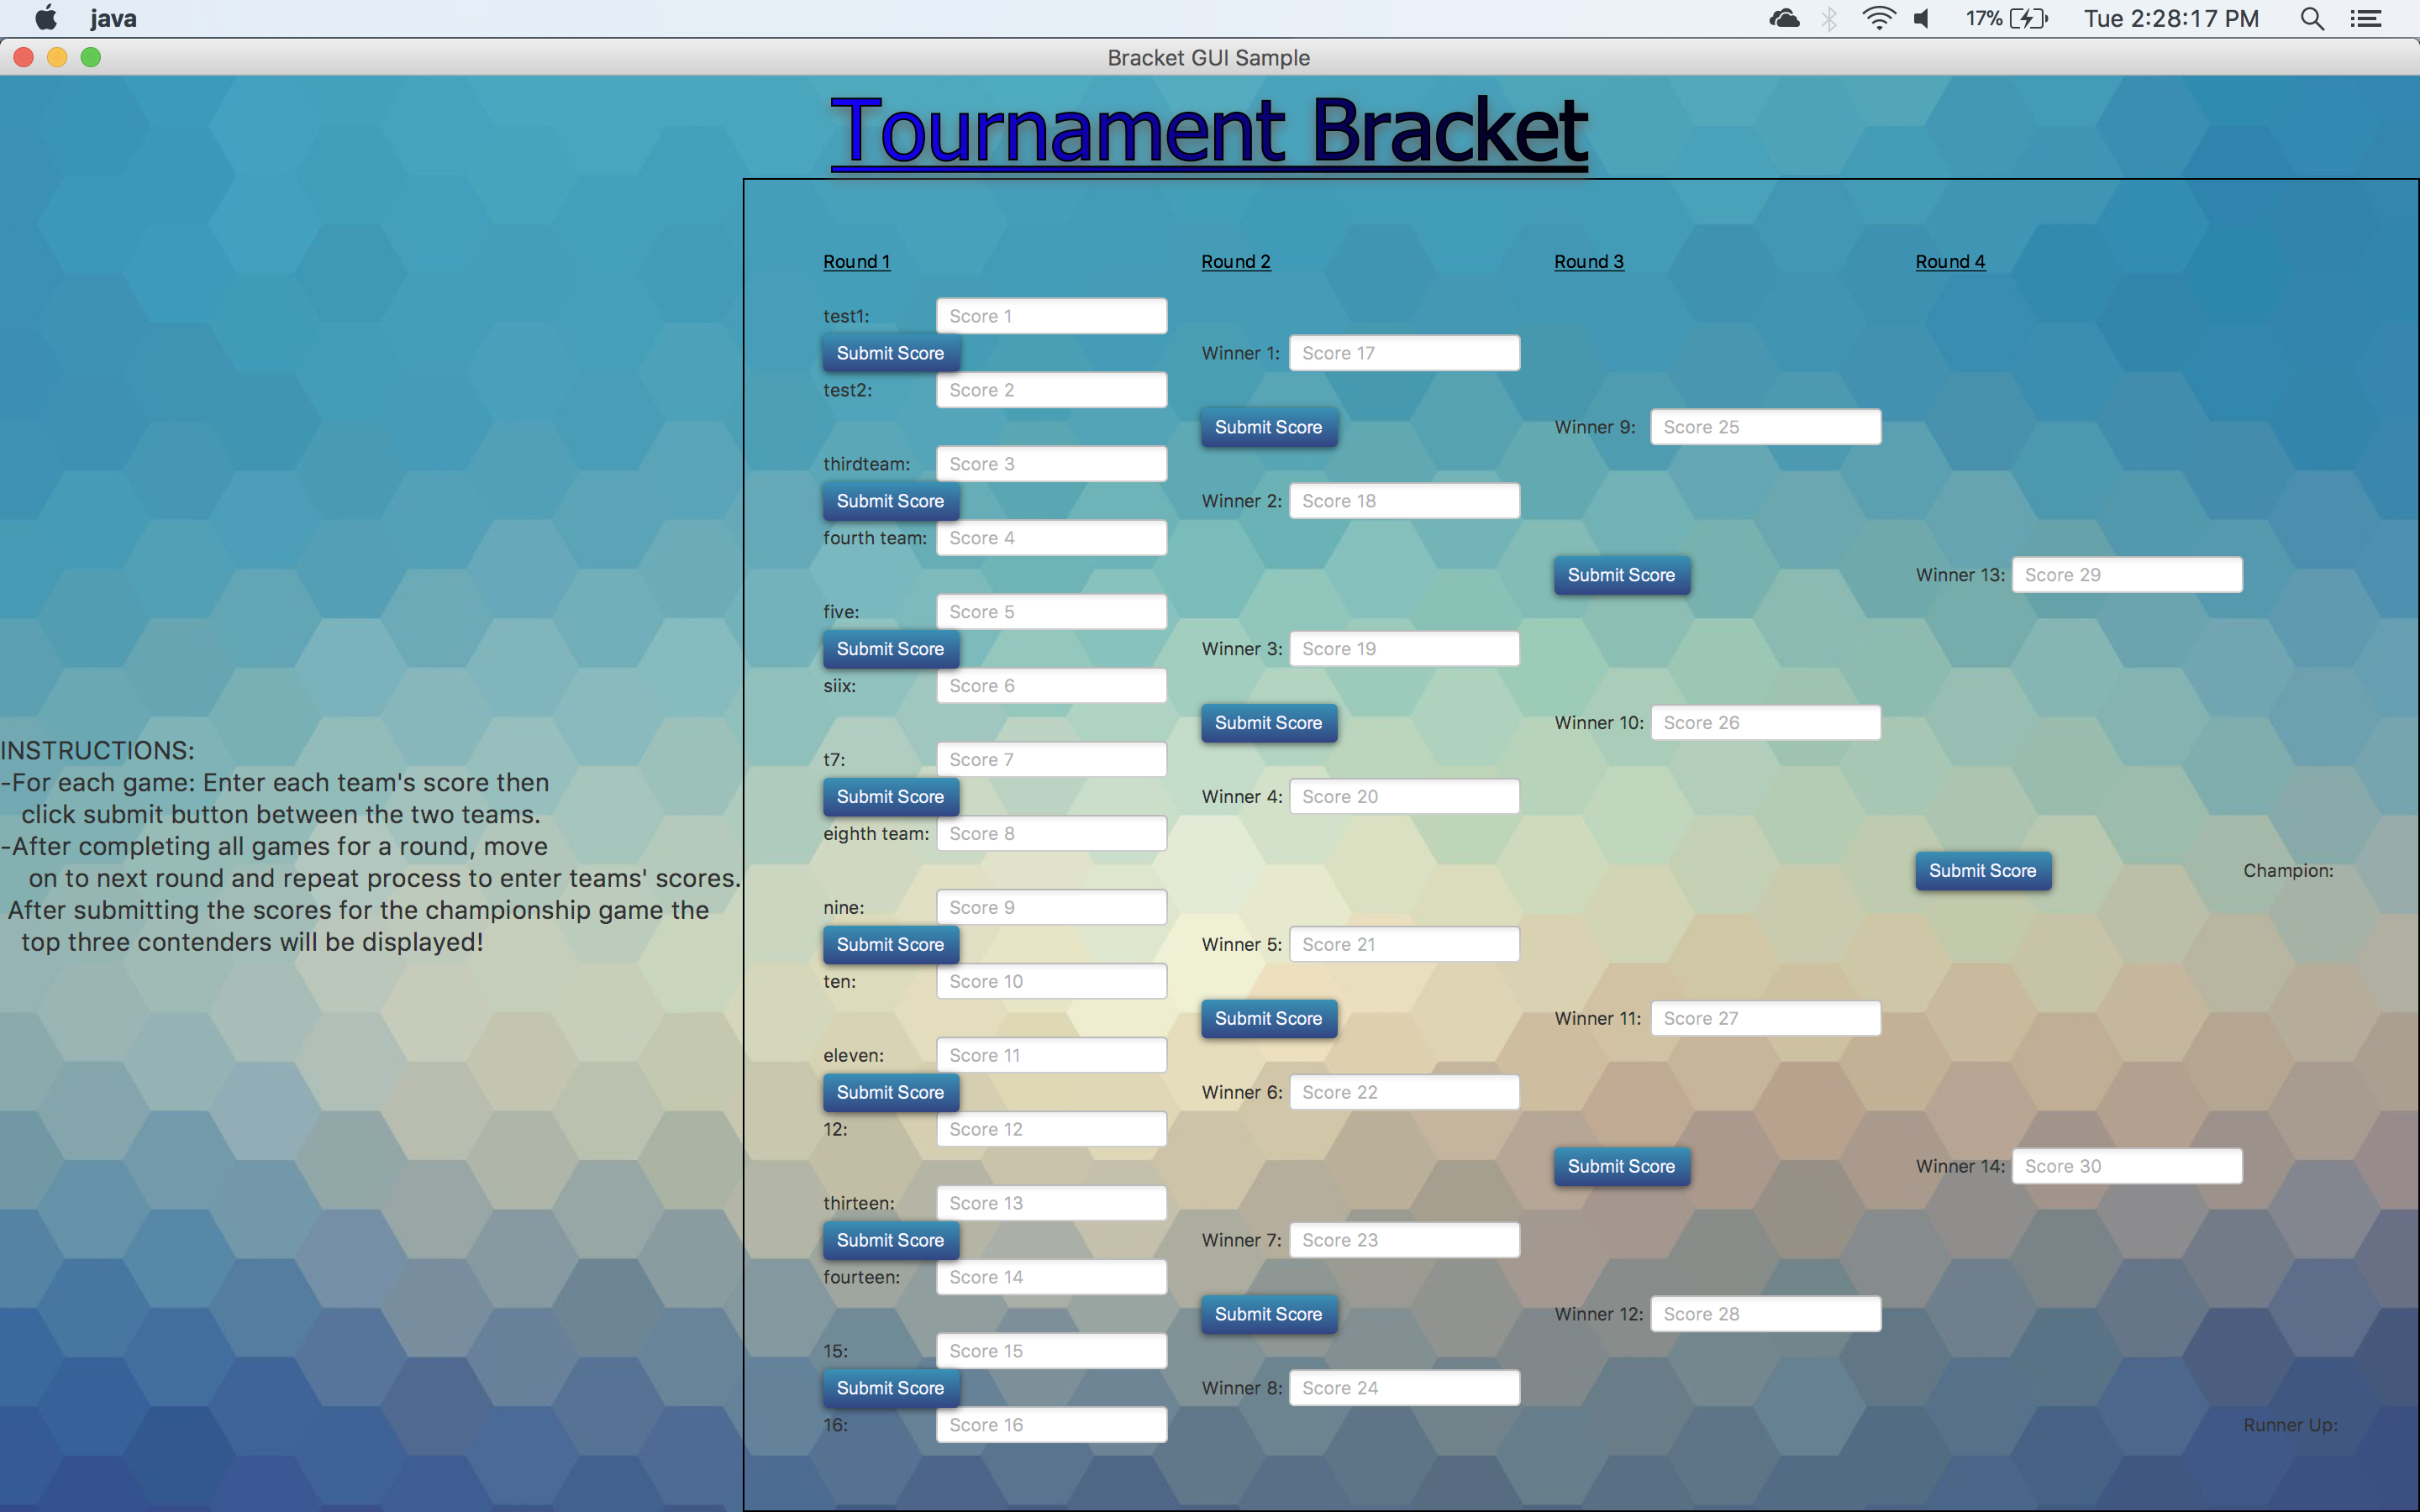 java
17%
Tue 2:28:17 PM
Bracket GUI Sample
Tournament Bracket
Round 1 Round 2 Round 3 Round 4
test1: Score 1
Submit Score Winner 1: Score 17
test2: Score 2
Submit Score Winner 9: Score 25
thirdteam: Score 3
Submit Score Winner 2: Score 18
fourth team: Score 4
Submit Score Winner 13: Score 29
five: Score 5
Submit Score Winner 3: Score 19
siix: Score 6
Submit Score Winner 10: Score 26
INSTRUCTIONS:
-For each game: Enter each team's score then
click submit button between the two teams.
-After completing all games for a round, move
on to next round and repeat process to enter teams' scores.
After submitting the scores for the championship game the
top three contenders will be displayed!
t7: Score 7
Submit Score Winner 4: Score 20
eighth team: Score 8
Submit Score Champion:
nine: Score 9
Submit Score Winner 5: Score 21
ten: Score 10
Submit Score Winner 11: Score 27
eleven: Score 11
Submit Score Winner 6: Score 22
12: Score 12
Submit Score Winner 14: Score 30
thirteen: Score 13
Submit Score Winner 7: Score 23
fourteen: Score 14
Submit Score Winner 12: Score 28
15: Score 15
Submit Score Winner 8: Score 24
16: Score 16
Runner Up: